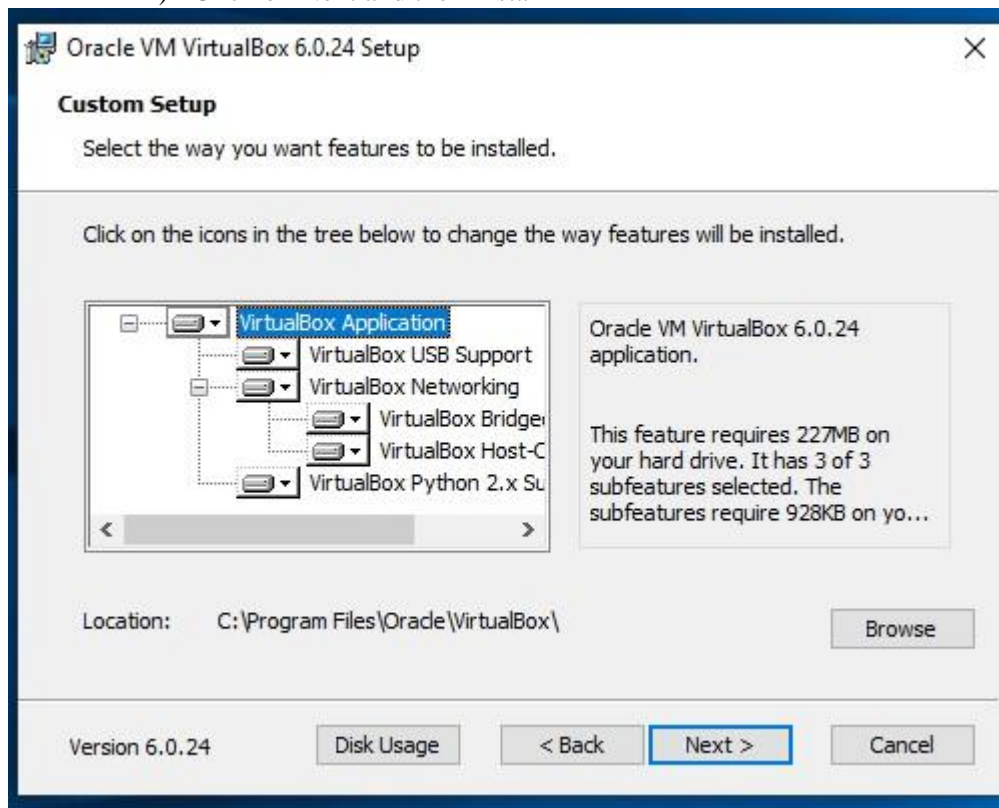 Oracle VM VirtualBox 6.0.24 Setup
Custom Setup
Select the way you want features to be installed.
Click on the icons in the tree below to change the way features will be installed.
VirtualBox Application
VirtualBox USB Support
VirtualBox Networking
VirtualBox Bridge
VirtualBox Host-C
VirtualBox Python 2.x Su
Oracle VM VirtualBox 6.0.24
application.
This feature requires 227MB on
your hard drive. It has 3 of 3
subfeatures selected. The
subfeatures require 928KB on yo...
Location: C:\Program Files\Oracle\VirtualBox\
Browse
Version 6.0.24
Disk Usage
< Back
Next >
Cancel